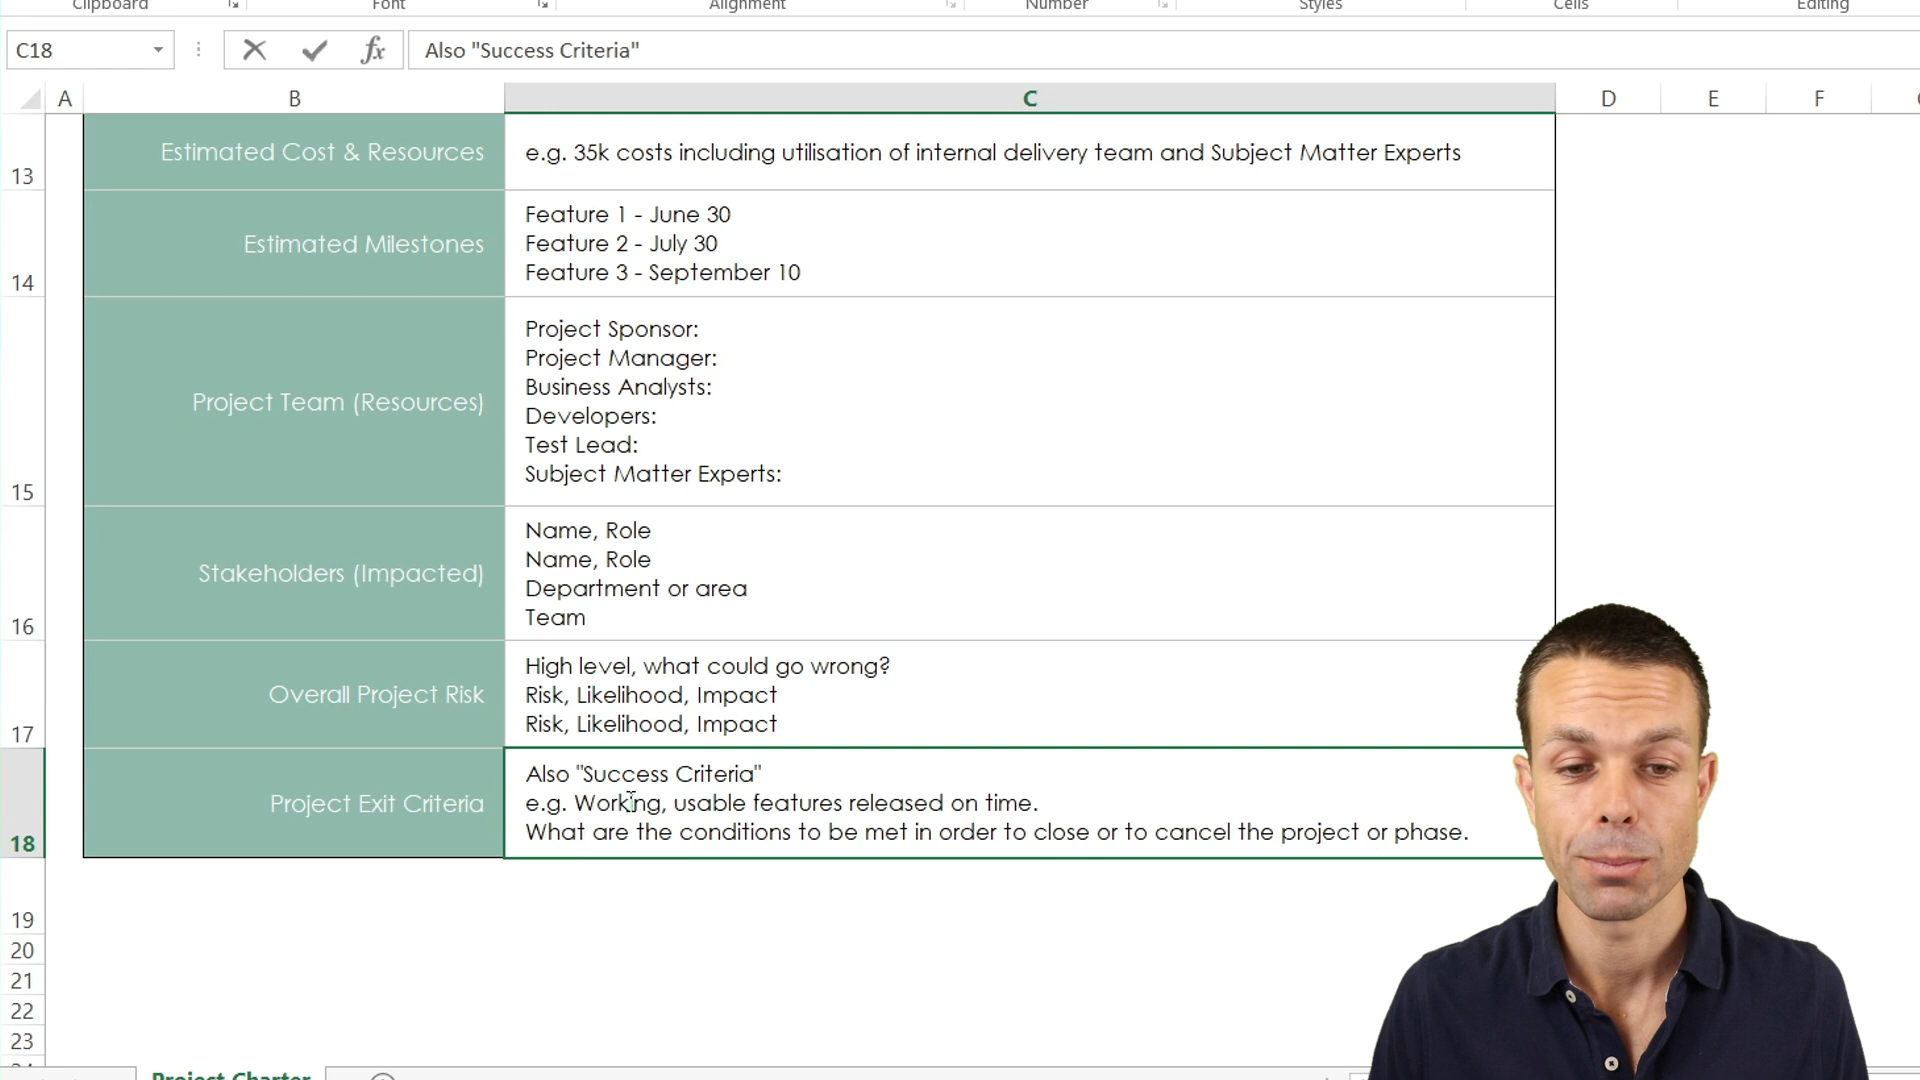 Clipboard
Font
Alignment
Number
Styles
Cells
Editing
C18
fx
Also "Success Criteria"
A
B
C
D
E
F
13
Estimated Cost & Resources
e.g. 35k costs including utilisation of internal delivery team and Subject Matter Experts
14
Estimated Milestones
Feature 1 - June 30
Feature 2 - July 30
Feature 3 - September 10
15
Project Team (Resources)
Project Sponsor:
Project Manager:
Business Analysts:
Developers:
Test Lead:
Subject Matter Experts:
16
Stakeholders (Impacted)
Name, Role
Name, Role
Department or area
Team
17
Overall Project Risk
High level, what could go wrong?
Risk, Likelihood, Impact
Risk, Likelihood, Impact
18
Project Exit Criteria
Also "Success Criteria"
e.g. Working, usable features released on time.
What are the conditions to be met in order to close or to cancel the project or phase.
19
20
21
22
23
Project Charter